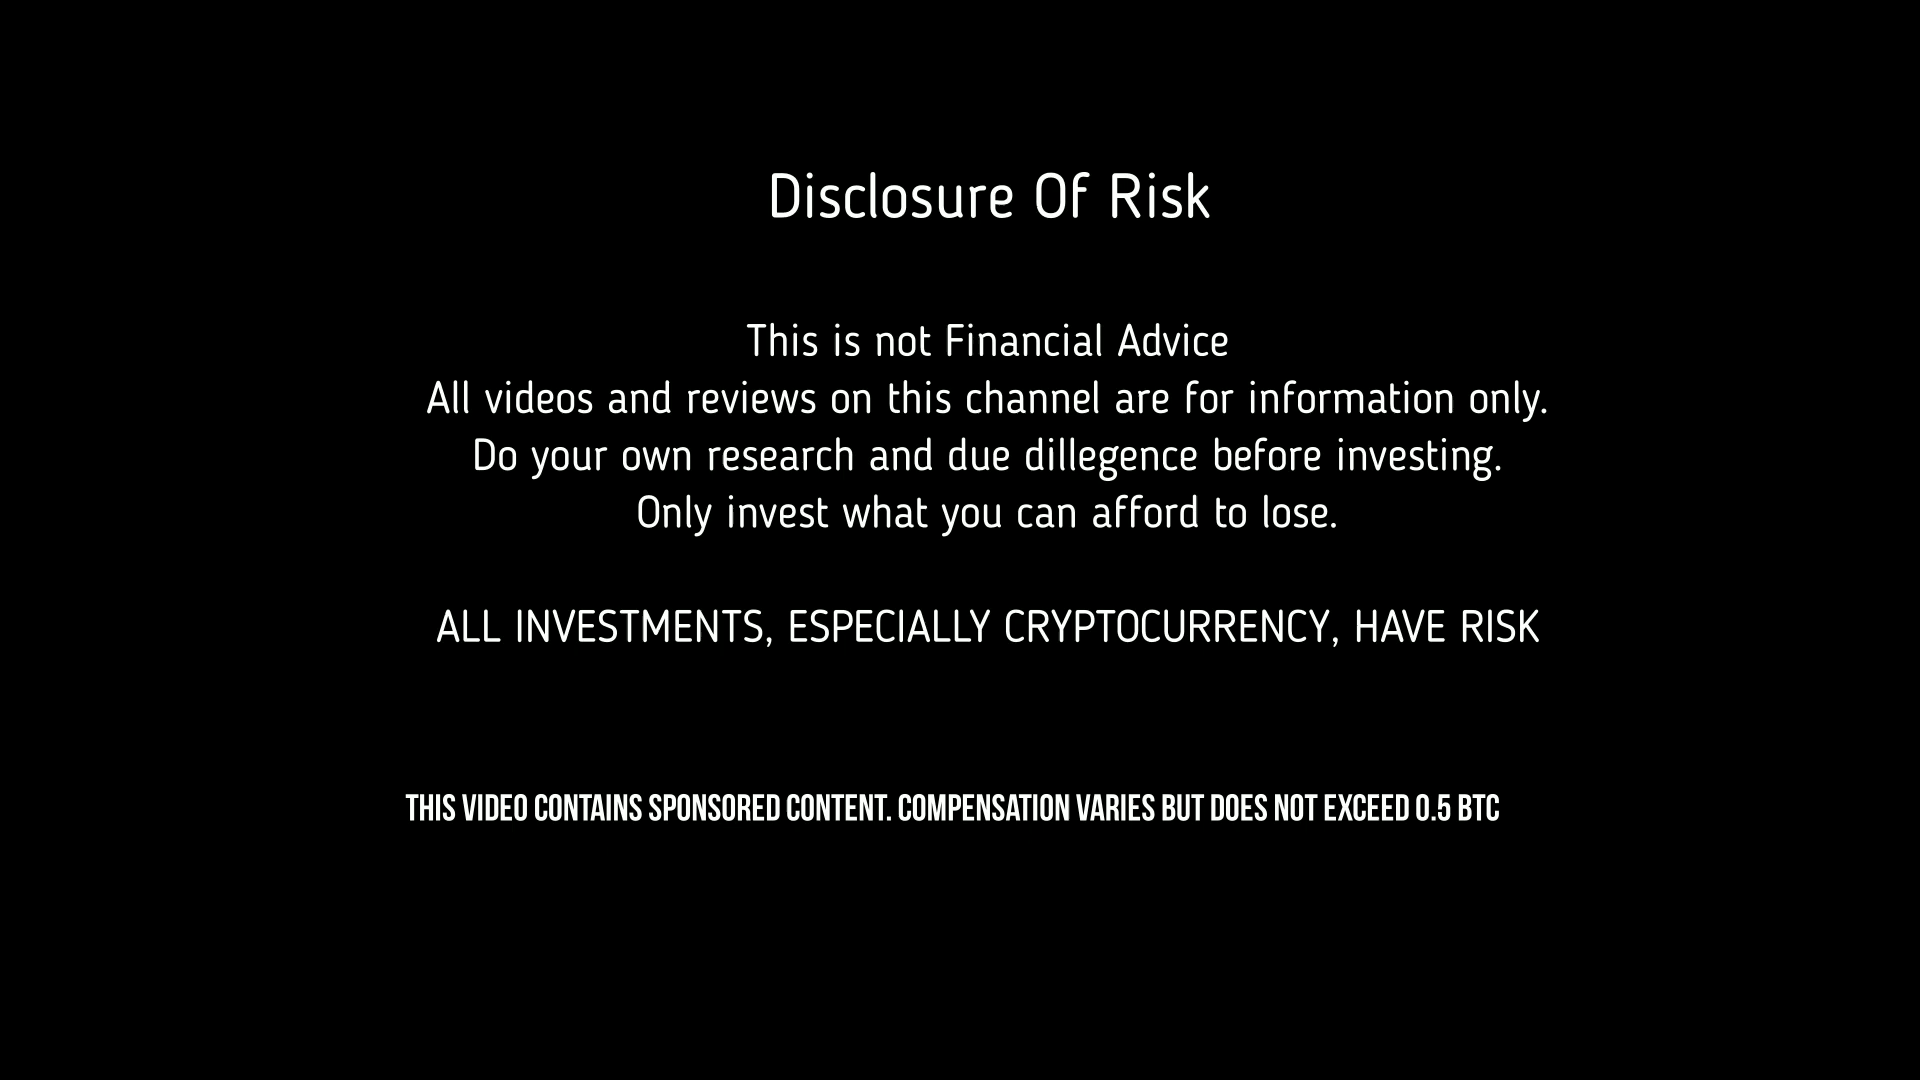 Disclosure Of Risk
This is not Financial Advice
All videos and reviews on this channel are for information only.
Do your own research and due dillegence before investing.
Only invest what you can afford to lose.
ALL INVESTMENTS, ESPECIALLY CRYPTOCURRENCY, HAVE RISK
THIS VIDEO CONTAINS SPONSORED CONTENT. COMPENSATION VARIES BUT DOES NOT EXCEED 0.5 BTC